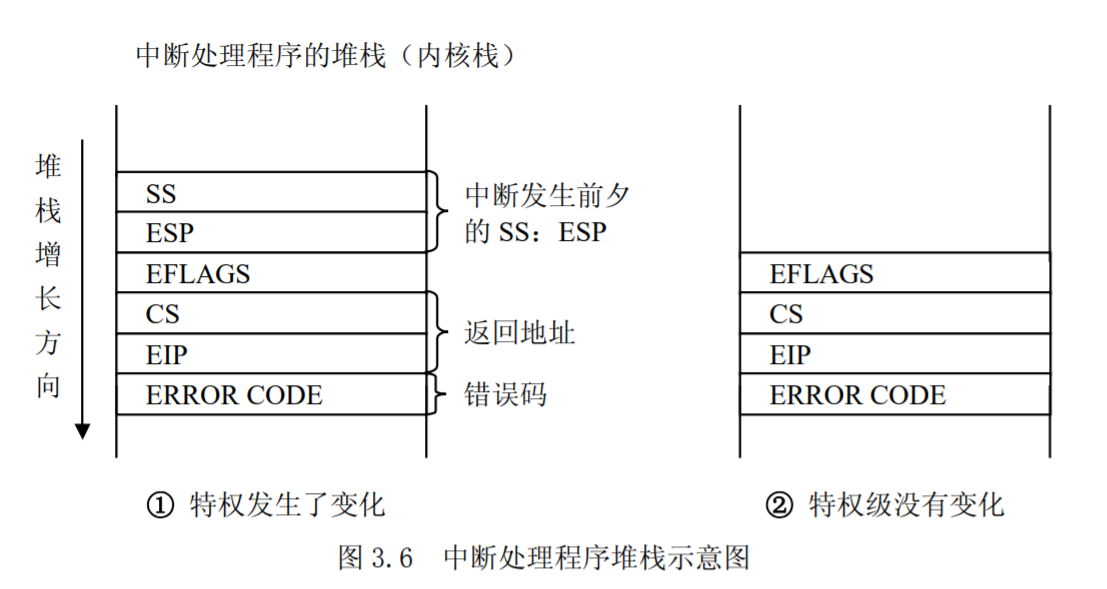 中断处理程序的堆栈（内核栈）
堆栈增长方向
SS
ESP
中断发生前夕
的 SS：ESP
EFLAGS
CS
EIP
返回地址
ERROR CODE
错误码
EFLAGS
CS
EIP
ERROR CODE
① 特权发生了变化
② 特权级没有变化
图 3.6 中断处理程序堆栈示意图